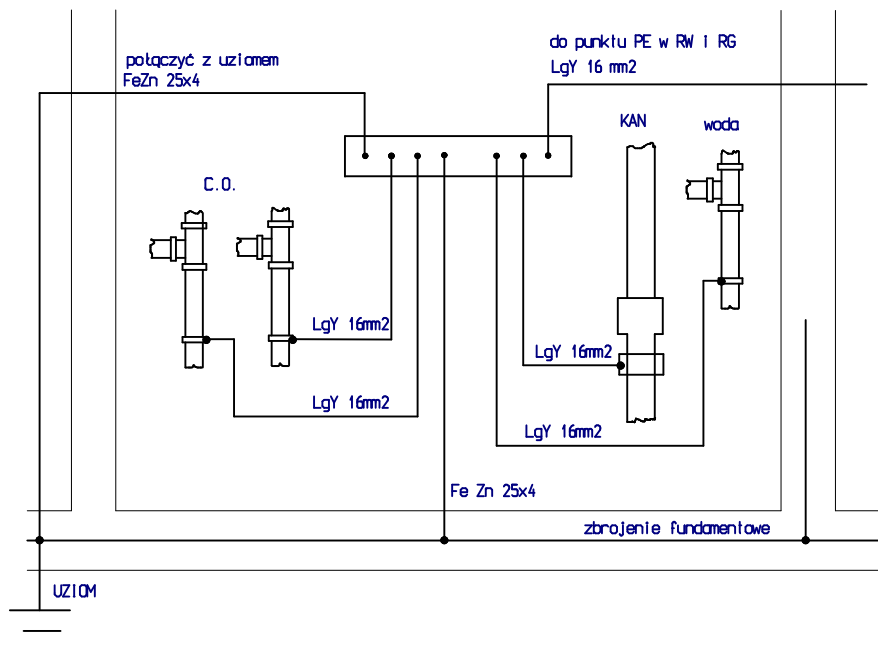 do punktu PE w RW i RG
połączyć z uziomem
LgY 16 mm2
FeZn 25x4
KAN
woda
C.O.
LgY 16mm2
LgY 16mm2
LgY 16mm2
LgY 16mm2
Fe Zn 25x4
zbrojenie fundamentowe
UZIOM